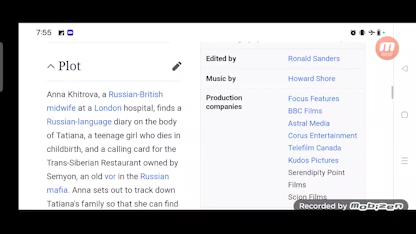 7:55
Plot
Anna Khitrova, a Russian-British
midwife at a London hospital, finds a
Russian-language diary on the body
of Tatiana, a teenage girl who dies in
childbirth, and a calling card for the
Trans-Siberian Restaurant owned by
Semyon, an old vor in the Russian
mafia. Anna sets out to track down
Tatiana's family so that she can find
Edited by Ronald Sanders
Music by Howard Shore
Production Focus Features
companies BBC Films
Astral Media
Corus Entertainment
Telefilm Canada
Kudos Pictures
Serendipity Point
Films
Scion Films
Recorded by
mobizen